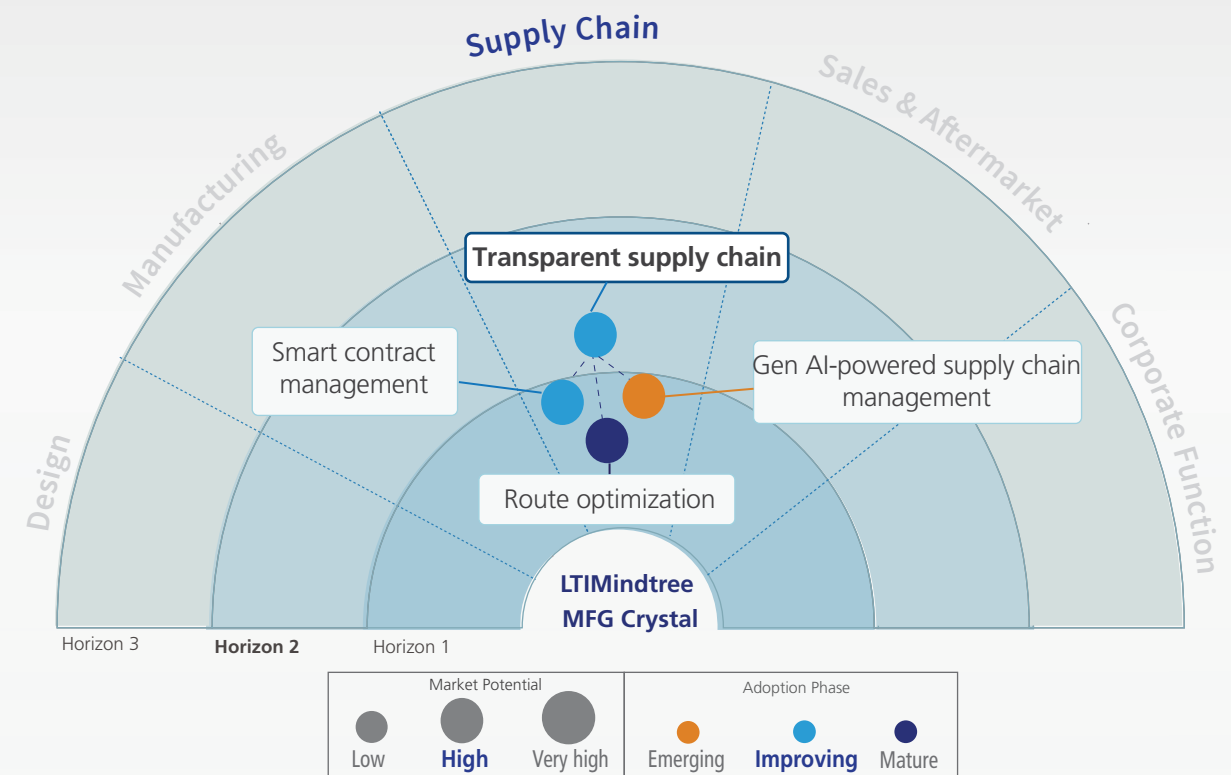 Supply Chain
Sales & Aftermarket
Manufacturing
Corporate Function
Design
Transparent supply chain
Smart contract
management
Gen AI-powered supply chain
management
Route optimization
LTIMindtree
MFG Crystal
Horizon 3
Horizon 2
Horizon 1
Market Potential
Low
High
Very high
Adoption Phase
Emerging
Improving
Mature